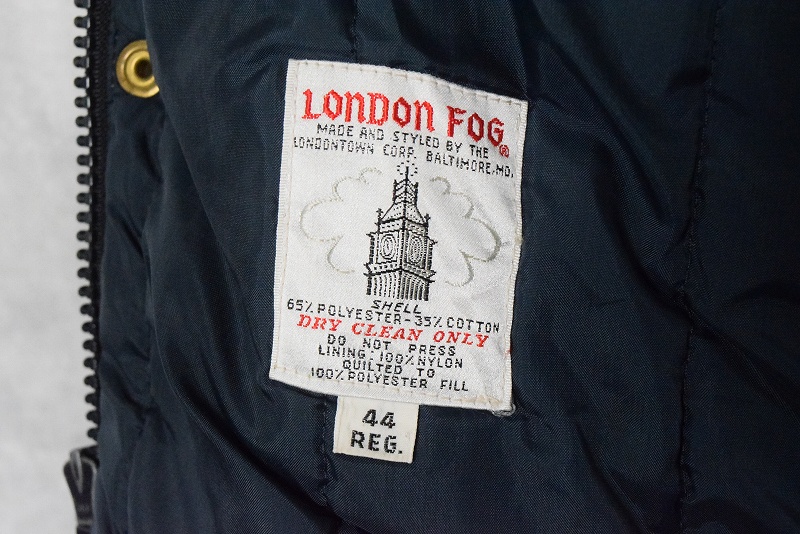 LONDON FOG®
MADE AND STYLED BY THE
LONDONTOWN CORP. BALTIMORE, MD.
SHELL
65% POLYESTER-35% COTTON
DRY CLEAN ONLY
DO NOT PRESS
LINING: 100% NYLON
QUILTED TO
100% POLYESTER FILL
44
REG.